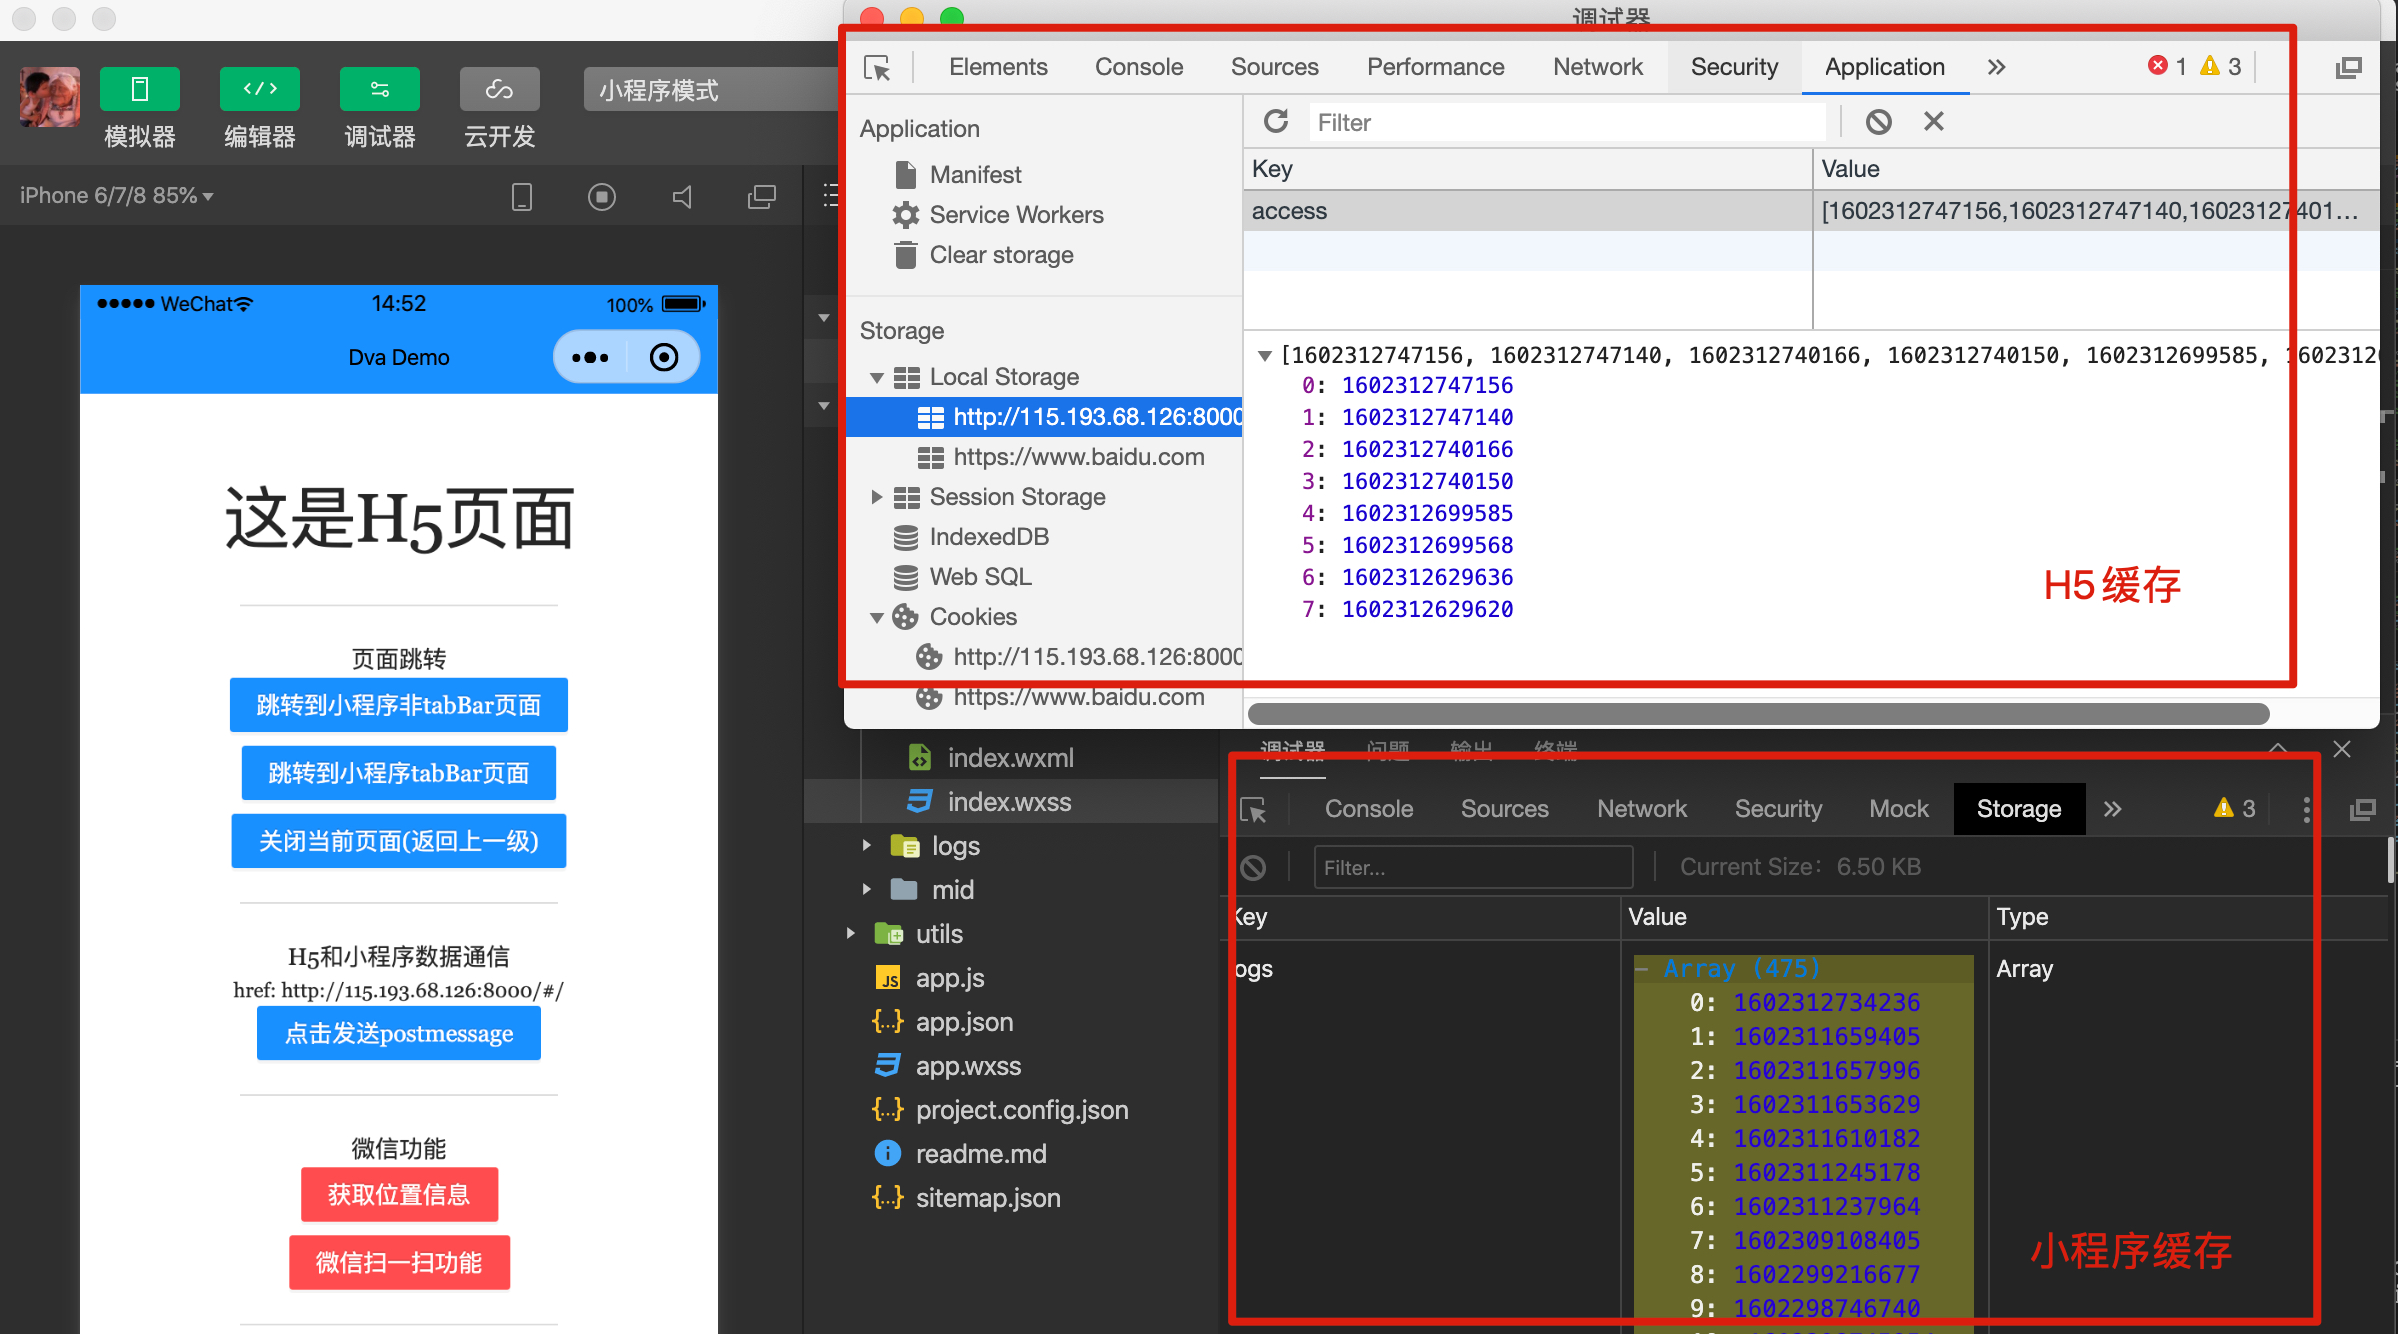 调试器
模拟器
编辑器
调试器
云开发
小程序模式
iPhone 6/7/8 85%
WeChat
14:52
100%
Dva Demo
这是H5页面
页面跳转
跳转到小程序非tabBar页面
跳转到小程序tabBar页面
关闭当前页面(返回上一级)
H5和小程序数据通信
href: http://115.193.68.126:8000/#/
点击发送postmessage
微信功能
获取位置信息
微信扫一扫功能
Elements Console Sources Performance Network Security Application » 1 3
Application
Manifest
Service Workers
Clear storage
Storage
Local Storage
http://115.193.68.126:8000
https://www.baidu.com
Session Storage
IndexedDB
Web SQL
Cookies
http://115.193.68.126:8000
https://www.baidu.com
Filter
Key Value
access [1602312747156,1602312747140,16023127401…
[1602312747156, 1602312747140, 1602312740166, 1602312740150, 1602312699585, 16023126
0: 1602312747156
1: 1602312747140
2: 1602312740166
3: 1602312740150
4: 1602312699585
5: 1602312699568
6: 1602312629636
7: 1602312629620
H5缓存
index.wxml
index.wxss
logs
mid
utils
app.js
app.json
app.wxss
project.config.json
readme.md
sitemap.json
调试器 问题 输出 终端
Console Sources Network Security Mock Storage » 3
Filter... Current Size: 6.50 KB
Key Value Type
ogs
– Array (475)
Array
0: 1602312734236
1: 1602311659405
2: 1602311657996
3: 1602311653629
4: 1602311610182
5: 1602311245178
6: 1602311237964
7: 1602309108405
8: 1602299216677
9: 1602298746740
小程序缓存